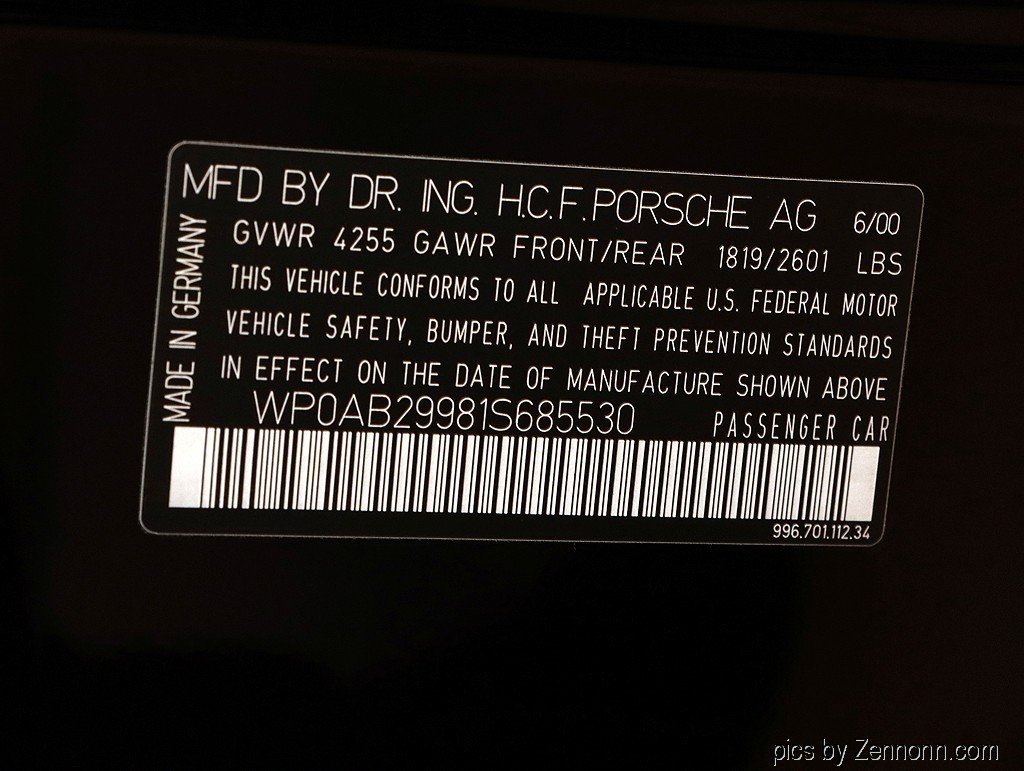 MFD BY DR. ING. H.C.F.PORSCHE AG 6/00
GVWR 4255 GAWR FRONT/REAR 1819/2601 LBS
THIS VEHICLE CONFORMS TO ALL APPLICABLE U.S. FEDERAL MOTOR
VEHICLE SAFETY, BUMPER, AND THEFT PREVENTION STANDARDS
IN EFFECT ON THE DATE OF MANUFACTURE SHOWN ABOVE
WP0AB29981S685530 PASSENGER CAR
MADE IN GERMANY
996.701.112.34
pics by Zennonn.com